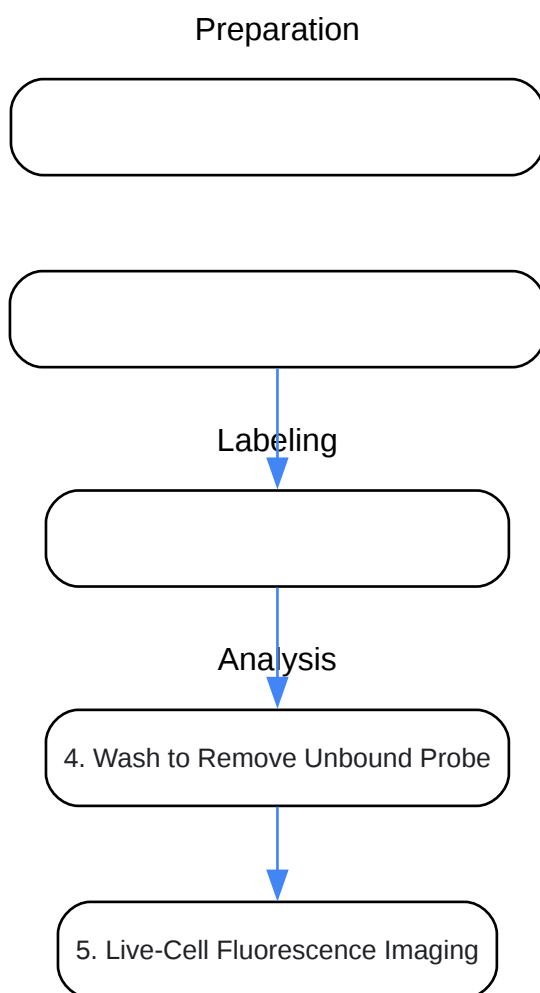 Preparation
Labeling
Analysis
4. Wash to Remove Unbound Probe
5. Live-Cell Fluorescence Imaging